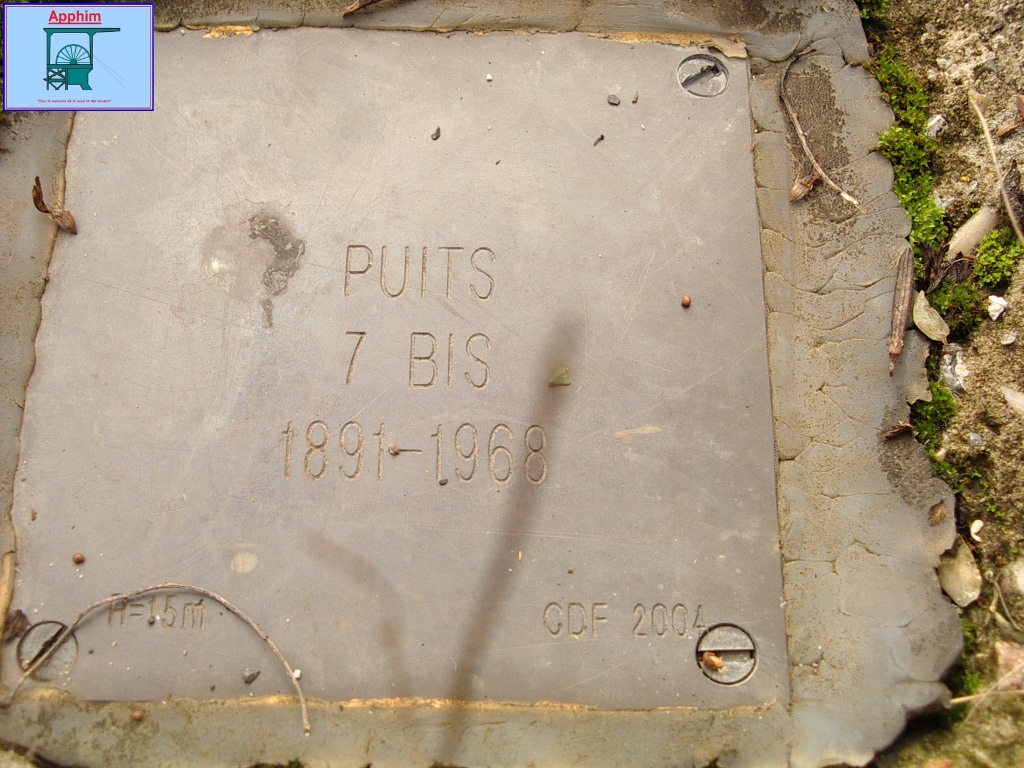 Apphim
PUITS
7 BIS
1891-1968
R=15m
CDF 2004